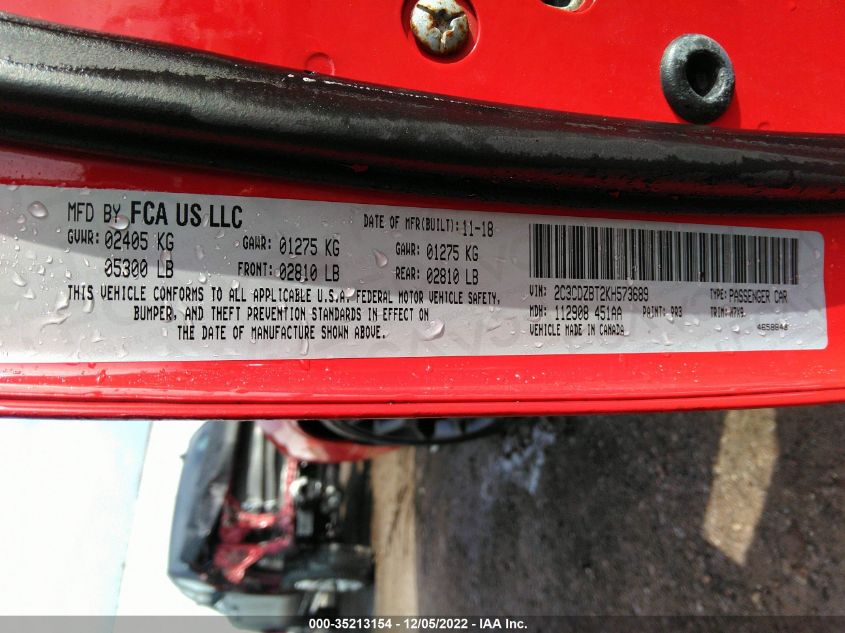 MFD BY FCA US LLC
DATE OF MFR(BUILT): 11-18
GVWR: 02405 KG GAWR: 01275 KG GAWR: 01275 KG
05300 LB FRONT: 02810 LB REAR: 02810 LB
THIS VEHICLE CONFORMS TO ALL APPLICABLE U.S.A. FEDERAL MOTOR VEHICLE SAFETY,
BUMPER, AND THEFT PREVENTION STANDARDS IN EFFECT ON
THE DATE OF MANUFACTURE SHOWN ABOVE.
VIN: 2C3CDZBT2KH573689 TYPE: PASSENGER CAR
MDH: 112908 451AA PAINT: PR3 TRIM:
VEHICLE MADE IN CANADA
000-35213154 - 12/05/2022 - IAA Inc.